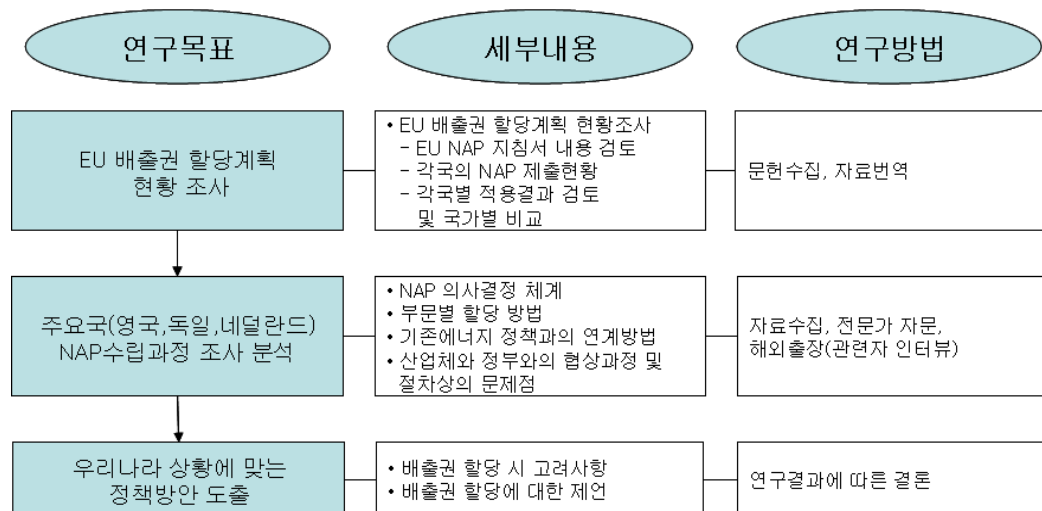 연구목표
세부내용
연구방법
EU 배출권 할당계획
현황 조사
• EU 배출권 할당계획 현황조사
– EU NAP 지침서 내용 검토
– 각국의 NAP 제출현황
– 각국별 적용결과 검토
및 국가별 비교
문헌수집, 자료번역
주요국(영국,독일,네덜란드)
NAP수립과정 조사 분석
• NAP 의사결정 체계
• 부문별 할당 방법
• 기존에너지 정책과의 연계방법
• 산업체와 정부와의 협상과정 및
절차상의 문제점
자료수집, 전문가 자문,
해외출장(관련자 인터뷰)
우리나라 상황에 맞는
정책방안 도출
• 배출권 할당 시 고려사항
• 배출권 할당에 대한 제언
연구결과에 따른 결론